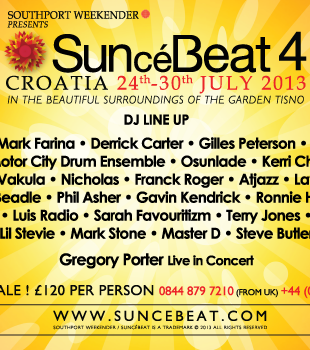 SOUTHPORT WEEKENDER
PRESENTS
SuncéBeat 4
CROATIA 24th-30th JULY 2013
IN THE BEAUTIFUL SURROUNDINGS OF THE GARDEN TISNO
DJ LINE UP
Mark Farina • Derrick Carter • Gilles Peterson •
Motor City Drum Ensemble • Osunlade • Kerri Ch
Vakula • Nicholas • Franck Roger • Atjazz • La
Beadle • Phil Asher • Gavin Kendrick • Ronnie H
• Luis Radio • Sarah Favouritizm • Terry Jones •
Lil Stevie • Mark Stone • Master D • Steve Butler
Gregory Porter Live in Concert
ALE ! £120 PER PERSON 0844 879 7210 (FROM UK) +44 (0
WWW.SUNCEBEAT.COM
SOUTHPORT WEEKENDER / SUNCÉBEAT IS A TRADEMARK © 2013 ALL RIGHTS RESERVED